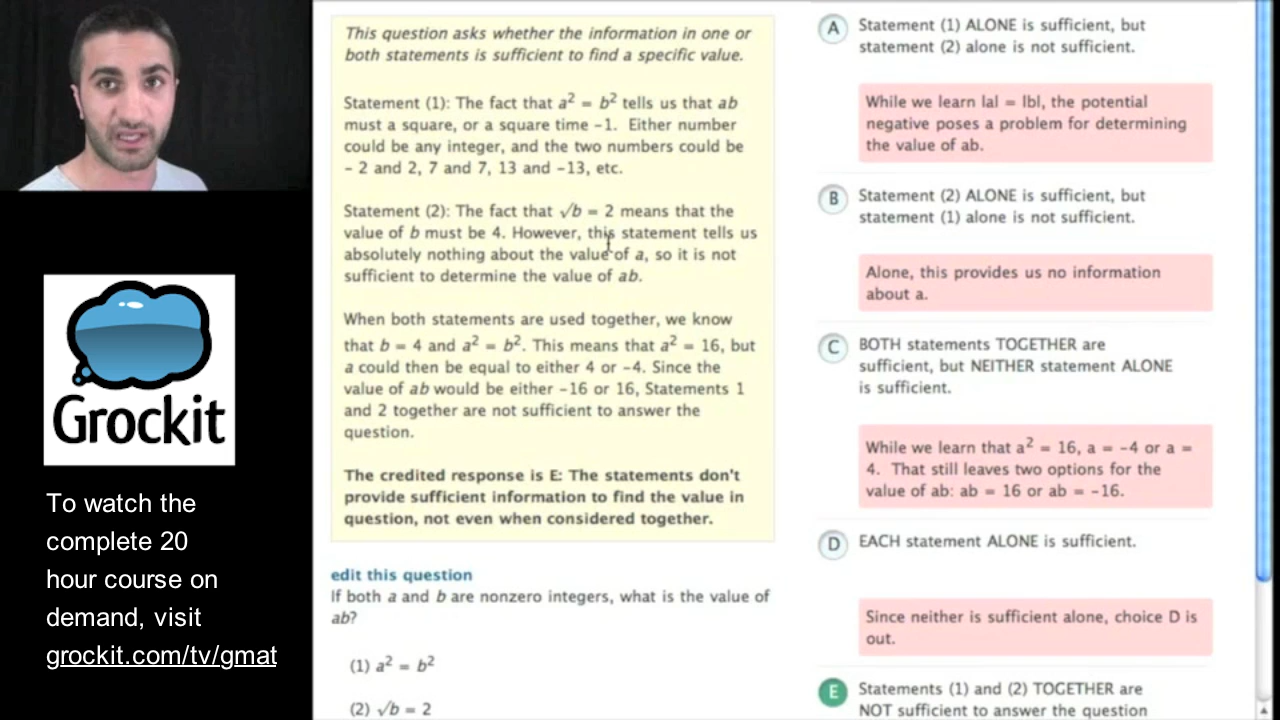 This question asks whether the information in one or
both statements is sufficient to find a specific value.
Statement (1): The fact that a² = b² tells us that ab
must a square, or a square time −1. Either number
could be any integer, and the two numbers could be
− 2 and 2, 7 and 7, 13 and −13, etc.
Statement (2): The fact that √b = 2 means that the
value of b must be 4. However, this statement tells us
absolutely nothing about the value of a, so it is not
sufficient to determine the value of ab.
When both statements are used together, we know
that b = 4 and a² = b². This means that a² = 16, but
a could then be equal to either 4 or −4. Since the
value of ab would be either −16 or 16, Statements 1
and 2 together are not sufficient to answer the
question.
The credited response is E: The statements don't
provide sufficient information to find the value in
question, not even when considered together.
edit this question
If both a and b are nonzero integers, what is the value of
ab?
(1) a² = b²
(2) √b = 2
A
Statement (1) ALONE is sufficient, but
statement (2) alone is not sufficient.
While we learn lal = lbl, the potential
negative poses a problem for determining
the value of ab.
B
Statement (2) ALONE is sufficient, but
statement (1) alone is not sufficient.
Alone, this provides us no information
about a.
C
BOTH statements TOGETHER are
sufficient, but NEITHER statement ALONE
is sufficient.
While we learn that a² = 16, a = −4 or a =
4. That still leaves two options for the
value of ab: ab = 16 or ab = −16.
D
EACH statement ALONE is sufficient.
Since neither is sufficient alone, choice D is
out.
E
Statements (1) and (2) TOGETHER are
NOT sufficient to answer the question
Grockit
To watch the
complete 20
hour course on
demand, visit
grockit.com/tv/gmat